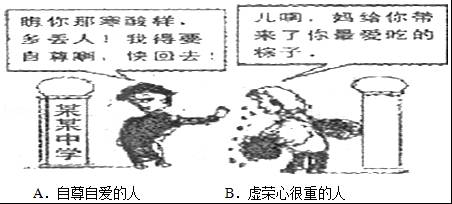 瞧你那寒酸样，
多丢人！我得要
自尊啊，快回去！
儿啊，妈给你带
来了你最爱吃的
粽子。
某某中学
A．自尊自爱的人 B．虚荣心很重的人